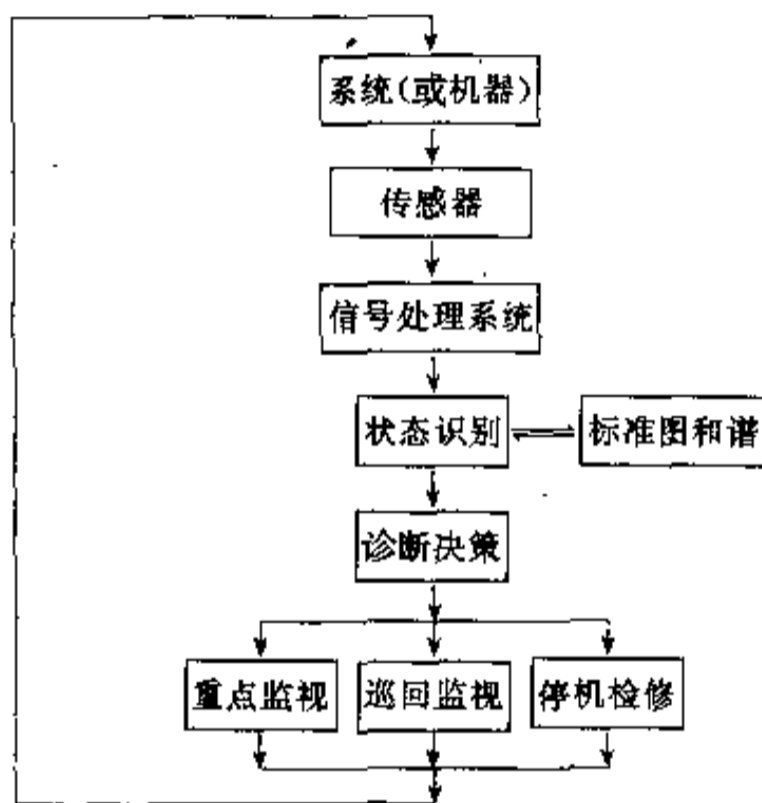 系统(或机器)
传感器
信号处理系统
状态识别
标准图和谱
诊断决策
重点监视
巡回监视
停机检修